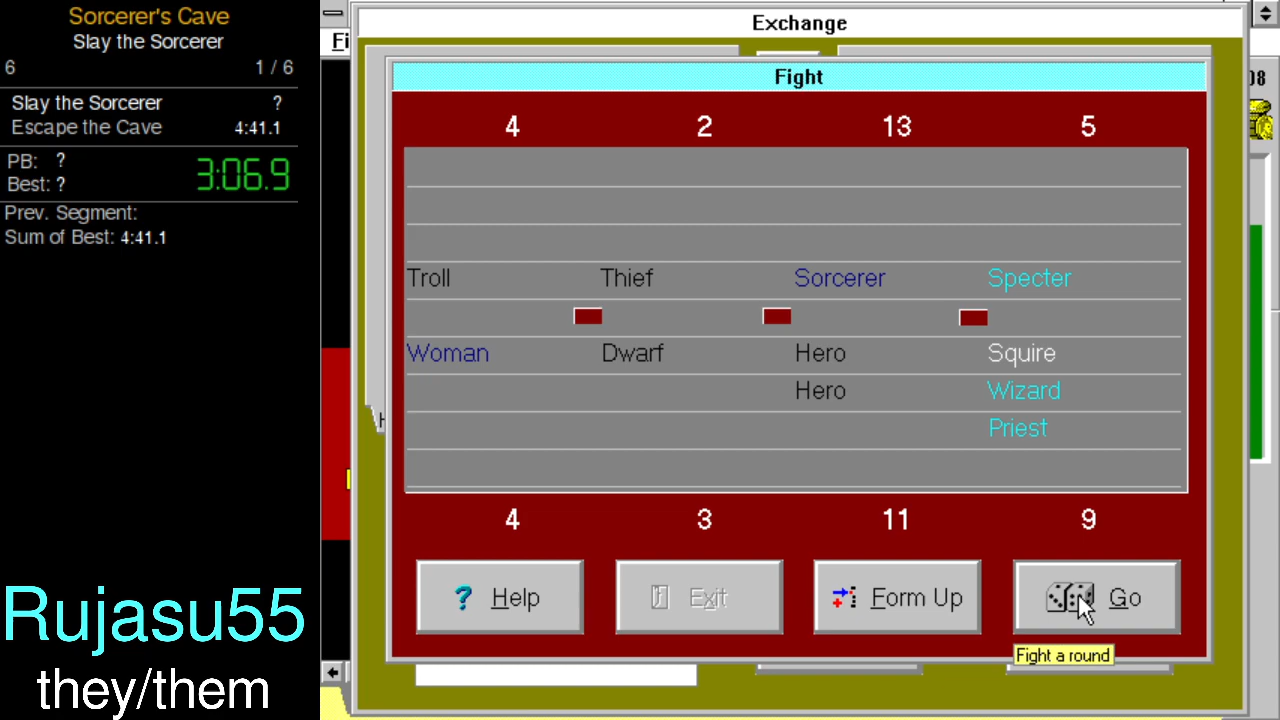 Sorcerer's Cave
Slay the Sorcerer
6 1 / 6
Slay the Sorcerer ?
Escape the Cave 4:41.1
PB: ?
Best: ?
3:06.9
Prev. Segment:
Sum of Best: 4:41.1
Rujasu55
they/them
Fi
Exchange
08
Fight
4 2 13 5
Troll Thief Sorcerer Specter
Woman Dwarf Hero Squire
Hero Wizard
Priest
4 3 11 9
? Help Exit Form Up Go
Fight a round